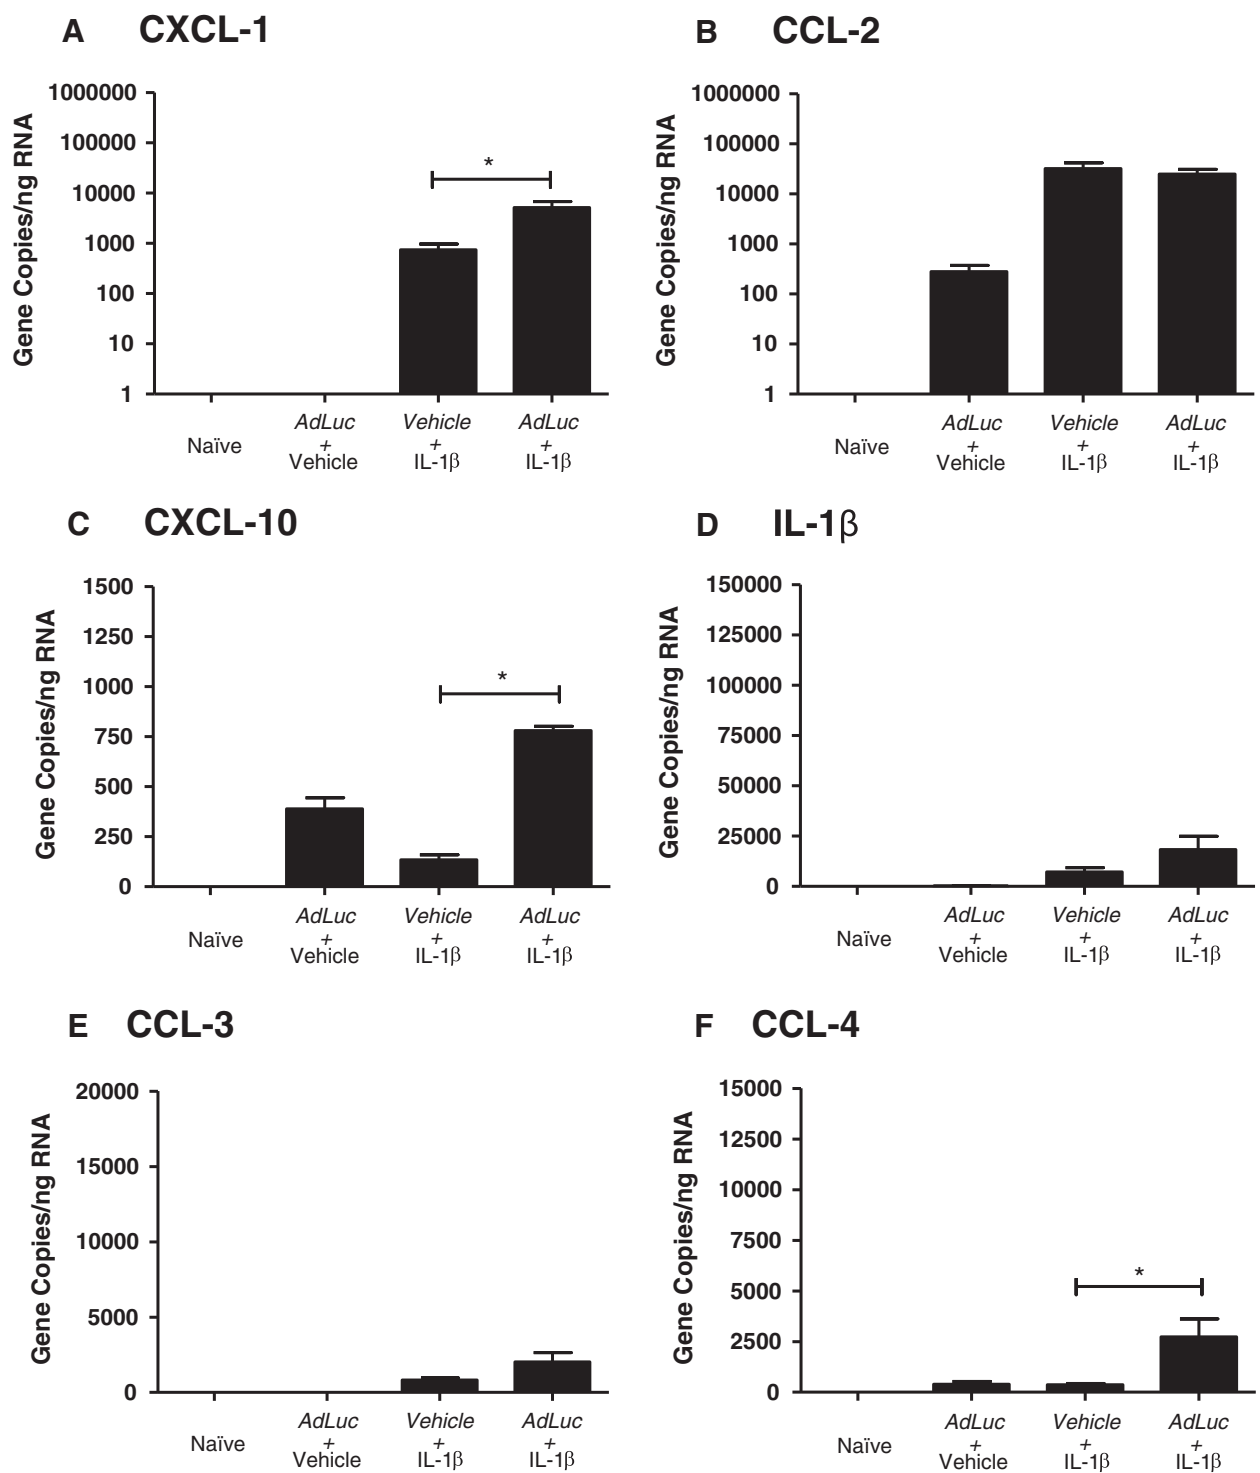 A CXCL-1
Gene Copies/ng RNA
1000000
100000
10000
1000
100
10
1
*
Naïve
AdLuc
+
Vehicle
Vehicle
+
IL-1β
AdLuc
+
IL-1β
B CCL-2
Gene Copies/ng RNA
1000000
100000
10000
1000
100
10
1
Naïve
AdLuc
+
Vehicle
Vehicle
+
IL-1β
AdLuc
+
IL-1β
C CXCL-10
Gene Copies/ng RNA
1500
1250
1000
750
500
250
0
*
Naïve
AdLuc
+
Vehicle
Vehicle
+
IL-1β
AdLuc
+
IL-1β
D IL-1β
Gene Copies/ng RNA
150000
125000
100000
75000
50000
25000
0
Naïve
AdLuc
+
Vehicle
Vehicle
+
IL-1β
AdLuc
+
IL-1β
E CCL-3
Gene Copies/ng RNA
20000
15000
10000
5000
0
Naïve
AdLuc
+
Vehicle
Vehicle
+
IL-1β
AdLuc
+
IL-1β
F CCL-4
Gene Copies/ng RNA
15000
12500
10000
7500
5000
2500
0
*
Naïve
AdLuc
+
Vehicle
Vehicle
+
IL-1β
AdLuc
+
IL-1β